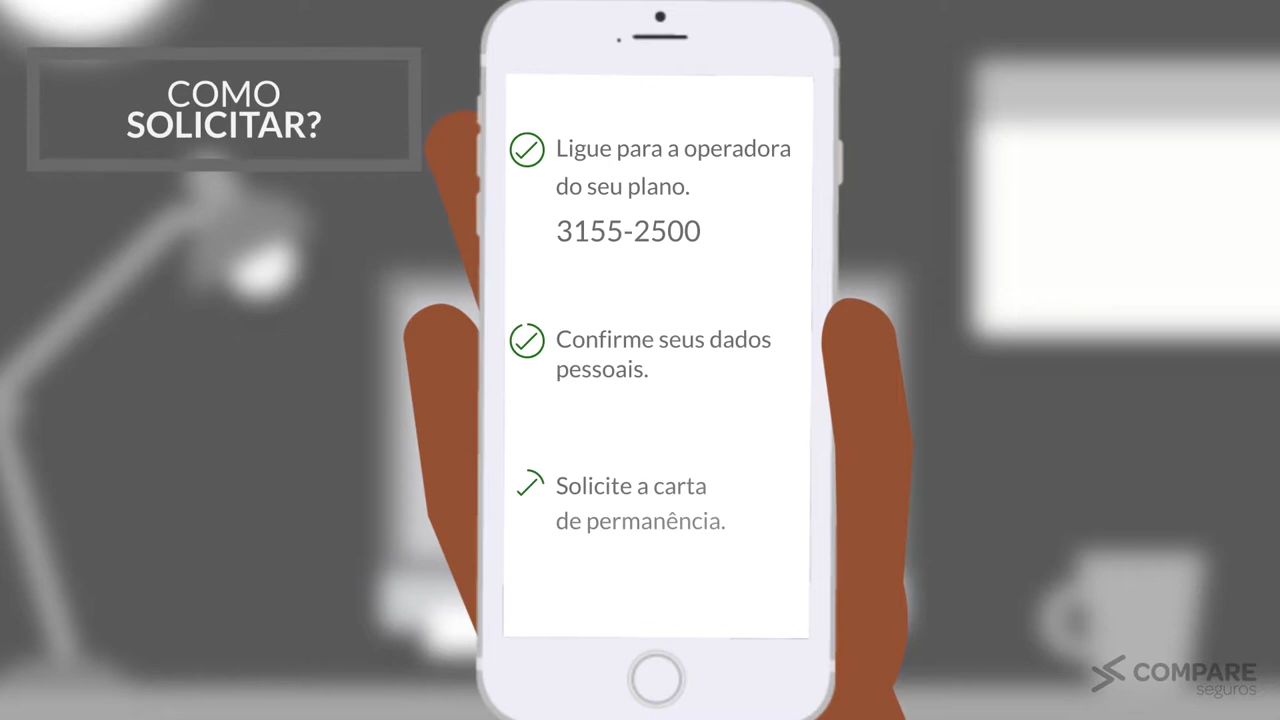 COMO
SOLICITAR?
Ligue para a operadora
do seu plano.
3155-2500
Confirme seus dados
pessoais.
Solicite a carta
de permanência.
COMPARE
seguros